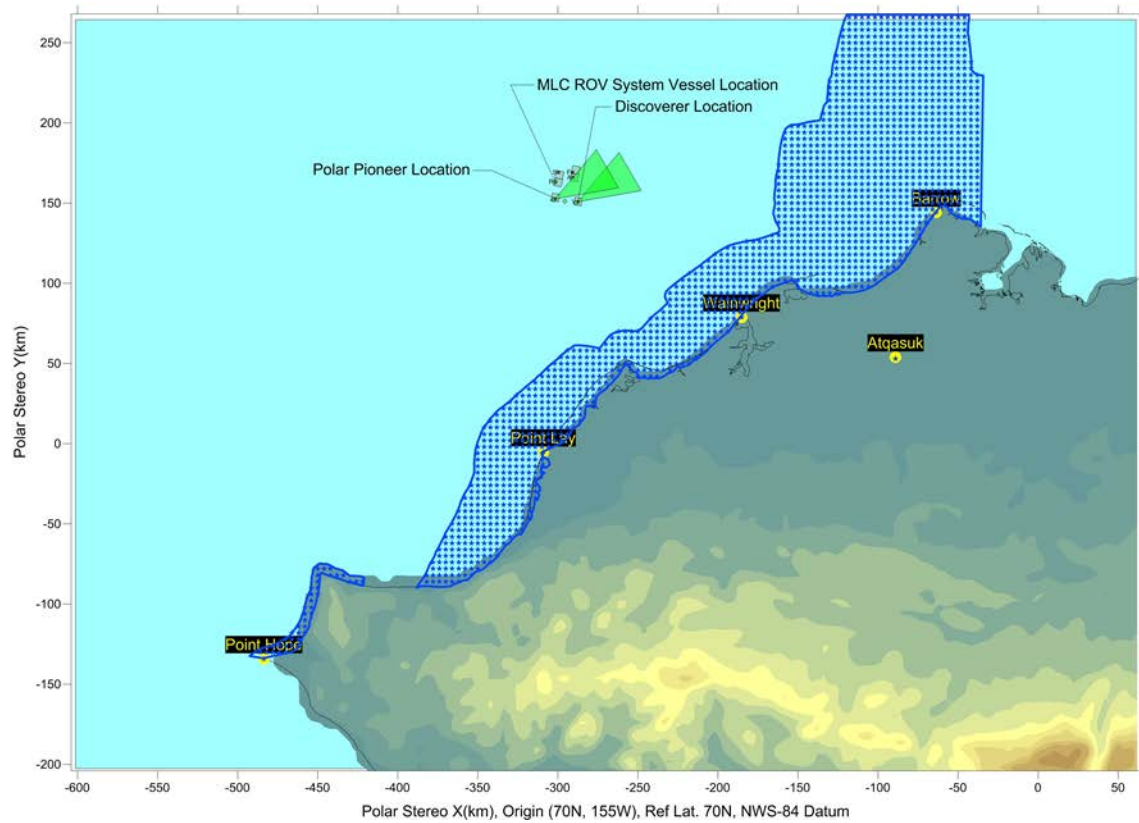 250
200
150
100
50
0
-50
-100
-150
-200
Polar Stereo Y(km)
MLC ROV System Vessel Location
Discoverer Location
Polar Pioneer Location
Barrow
Wainwright
Atqasuk
Point Lay
Point Hope
-600 -550 -500 -450 -400 -350 -300 -250 -200 -150 -100 -50 0 50
Polar Stereo X(km), Origin (70N, 155W), Ref Lat. 70N, NWS-84 Datum